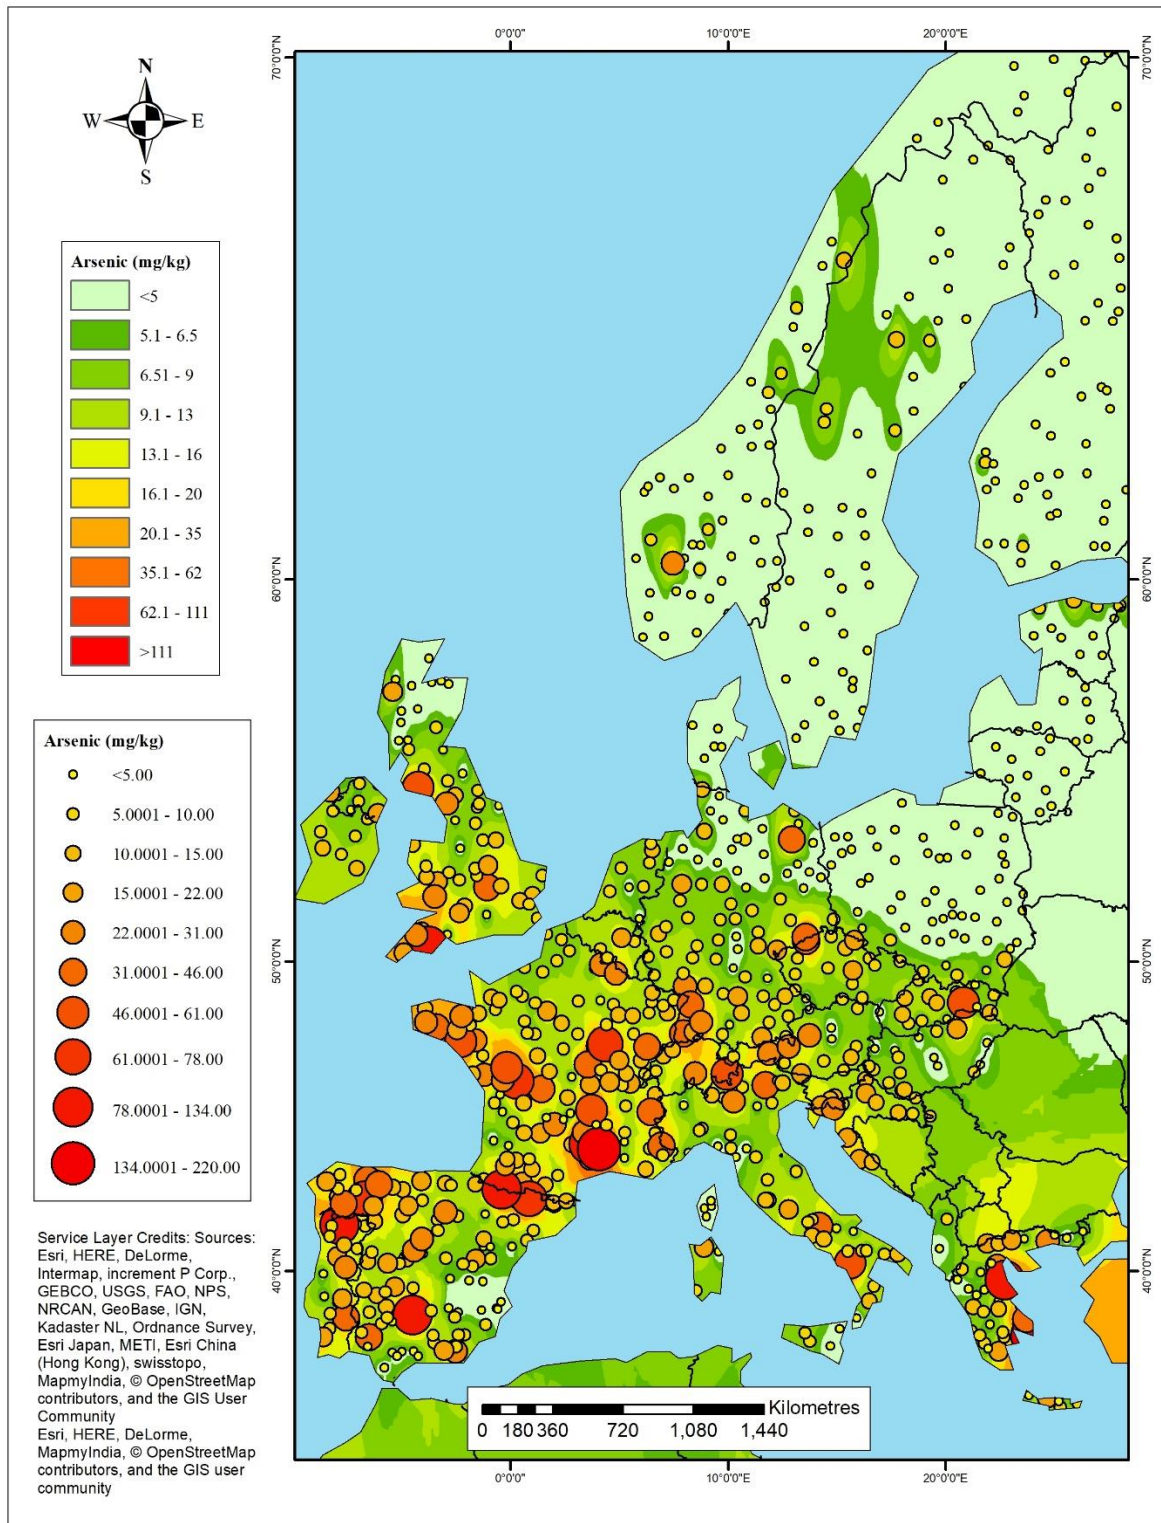 0°0'0"
10°0'0"E
20°0'0"E
70°0'0"N
70°0'0"N
N
W
E
S
Arsenic (mg/kg)
<5
5.1 - 6.5
6.51 - 9
9.1 - 13
13.1 - 16
16.1 - 20
20.1 - 35
35.1 - 62
62.1 - 111
>111
60°0'0"N
60°0'0"N
Arsenic (mg/kg)
<5.00
5.0001 - 10.00
10.0001 - 15.00
15.0001 - 22.00
22.0001 - 31.00
31.0001 - 46.00
46.0001 - 61.00
61.0001 - 78.00
78.0001 - 134.00
134.0001 - 220.00
50°0'0"N
50°0'0"N
40°0'0"N
40°0'0"N
Service Layer Credits: Sources:
Esri, HERE, DeLorme,
Intermap, increment P Corp.,
GEBCO, USGS, FAO, NPS,
NRCAN, GeoBase, IGN,
Kadaster NL, Ordnance Survey,
Esri Japan, METI, Esri China
(Hong Kong), swisstopo,
MapmyIndia, © OpenStreetMap
contributors, and the GIS User
Community
Esri, HERE, DeLorme,
MapmyIndia, © OpenStreetMap
contributors, and the GIS user
community
Kilometres
0 180 360 720 1,080 1,440
0°0'0"
10°0'0"E
20°0'0"E